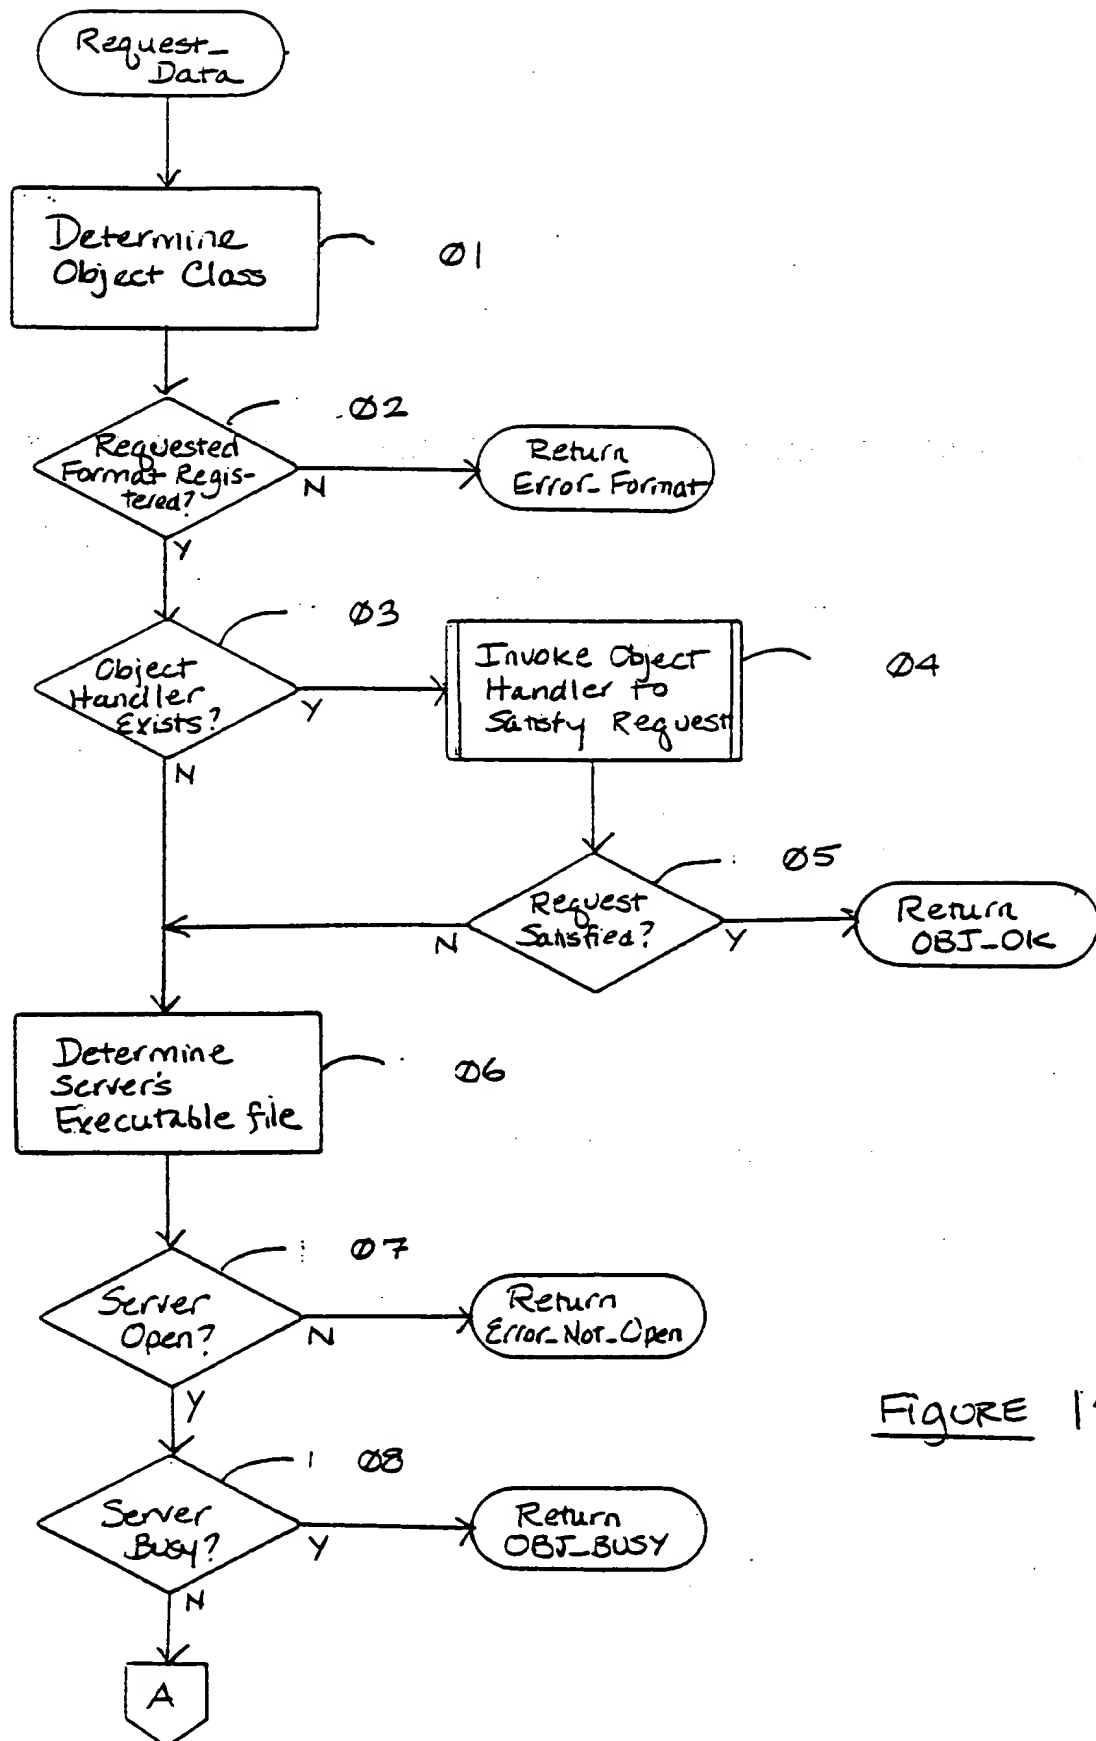 Request_
Data
Determine
Object Class
Ø1
Ø2
Requested
Format Regis-
tered?
N
Y
Return
Error_Format
Ø3
Object
Handler
Exists?
Y
N
Invoke Object
Handler to
Satisfy Request
Ø4
Ø5
Request
Satisfied?
N
Y
Return
OBJ_OK
Determine
Server's
Executable file
Ø6
Ø7
Server
Open?
N
Y
Return
Error_Not_Open
FIGURE
Ø8
Server
Busy?
Y
N
Return
OBJ_BUSY
A